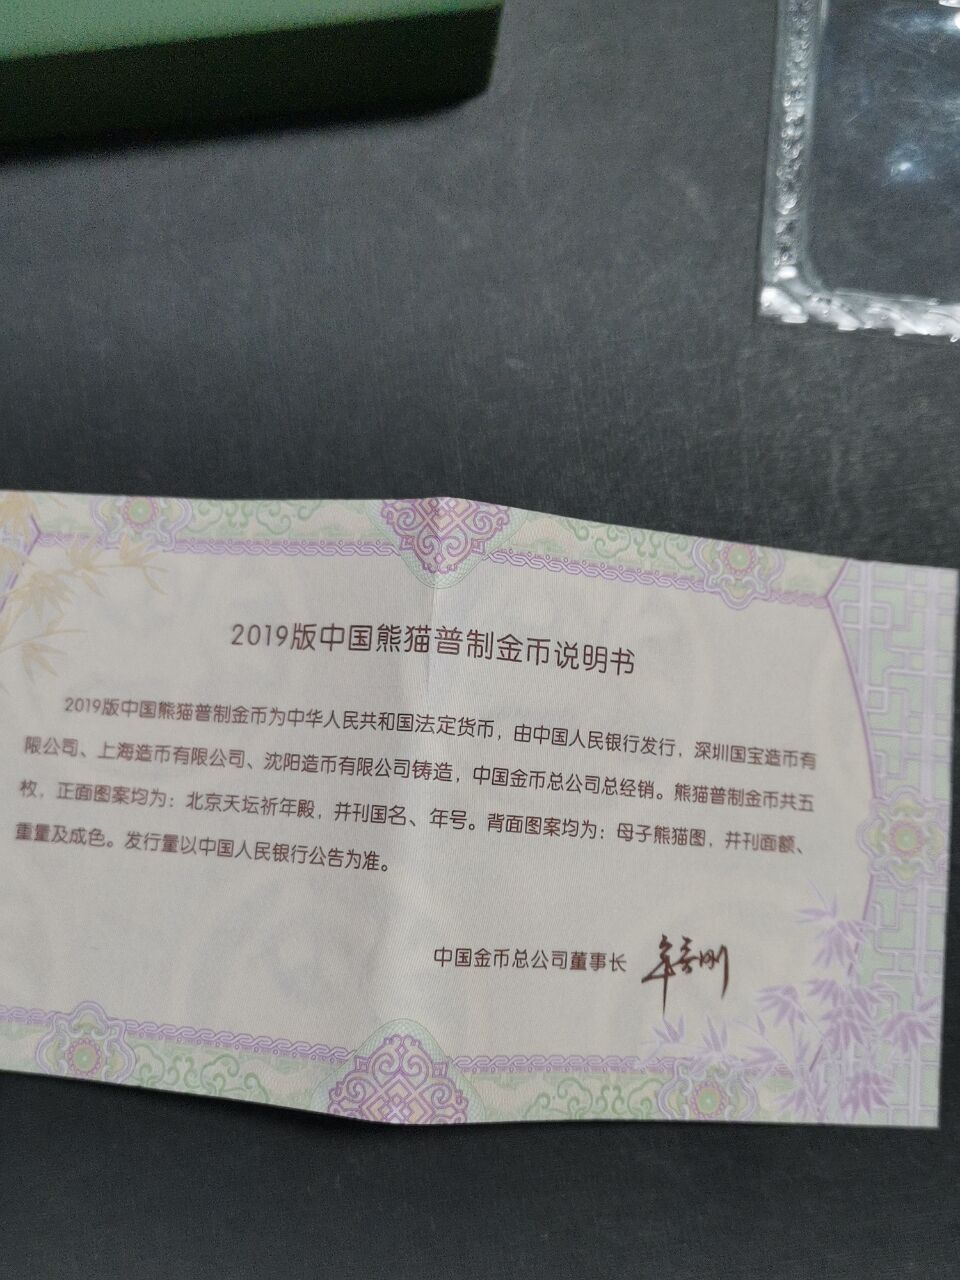 2019版中国熊猫普制金币说明书
2019版中国熊猫普制金币为中华人民共和国法定货币，由中国人民银行发行，深圳国宝造币有
限公司、上海造币有限公司、沈阳造币有限公司铸造，中国金币总公司总经销。熊猫普制金币共五
枚，正面图案均为：北京天坛祈年殿，并刊国名、年号。背面图案均为：母子熊猫图，并刊面额、
重量及成色。发行量以中国人民银行公告为准。
中国金币总公司董事长